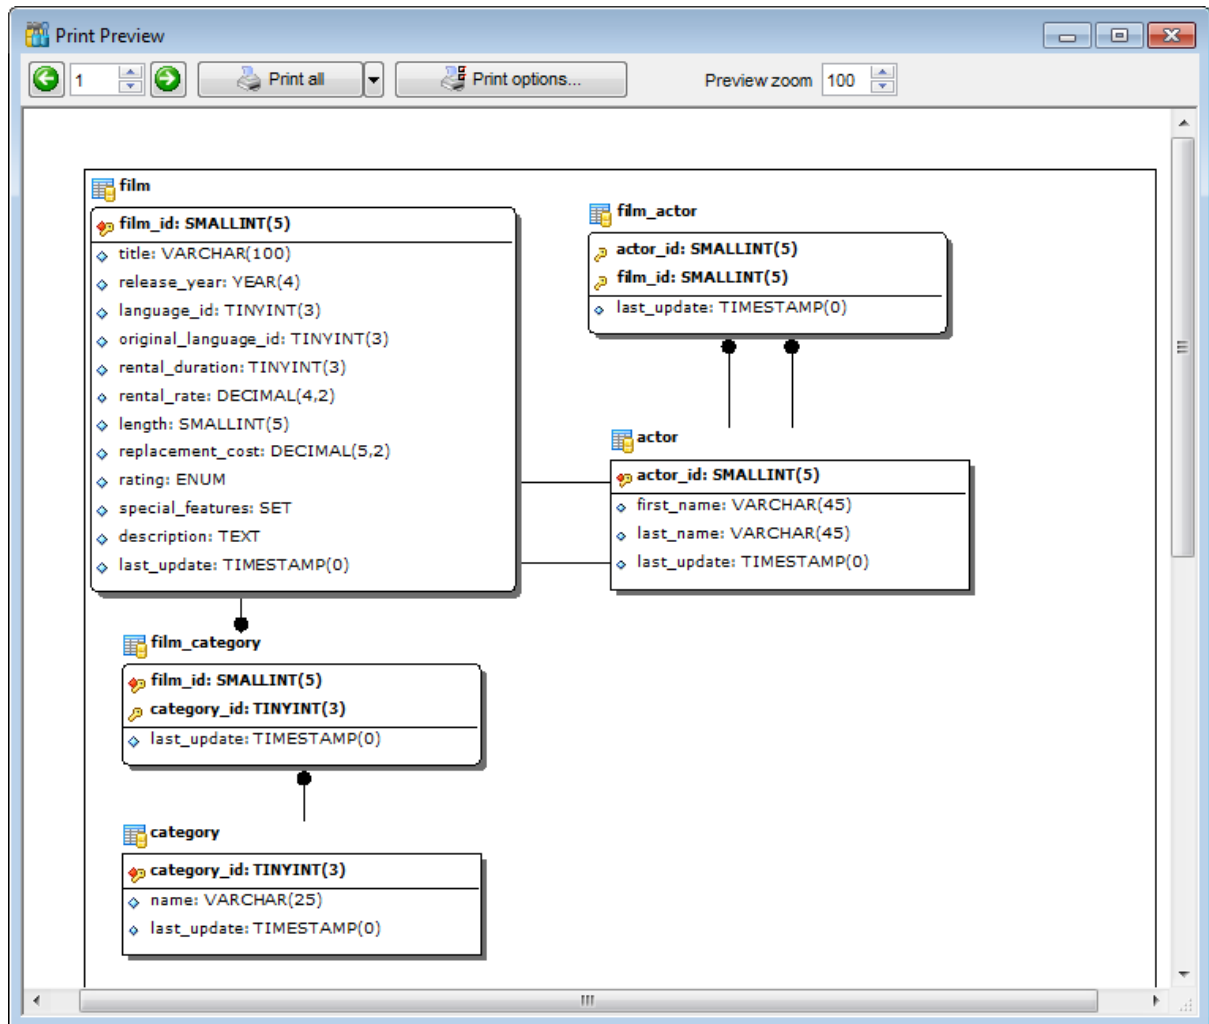 Print Preview
1
Print all
Print options...
Preview zoom 100
film
film_id: SMALLINT(5)
title: VARCHAR(100)
release_year: YEAR(4)
language_id: TINYINT(3)
original_language_id: TINYINT(3)
rental_duration: TINYINT(3)
rental_rate: DECIMAL(4,2)
length: SMALLINT(5)
replacement_cost: DECIMAL(5,2)
rating: ENUM
special_features: SET
description: TEXT
last_update: TIMESTAMP(0)
film_actor
actor_id: SMALLINT(5)
film_id: SMALLINT(5)
last_update: TIMESTAMP(0)
actor
actor_id: SMALLINT(5)
first_name: VARCHAR(45)
last_name: VARCHAR(45)
last_update: TIMESTAMP(0)
film_category
film_id: SMALLINT(5)
category_id: TINYINT(3)
last_update: TIMESTAMP(0)
category
category_id: TINYINT(3)
name: VARCHAR(25)
last_update: TIMESTAMP(0)